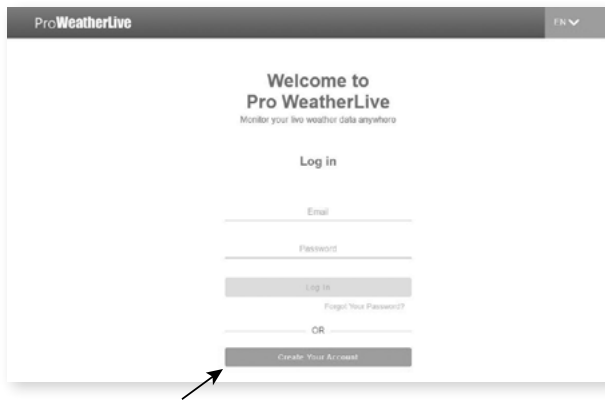 ProWeatherLive
EN
Welcome to
Pro WeatherLive
Monitor your live weather data anywhere
Log in
Email
Password
Log in
Forgot Your Password?
OR
Create Your Account